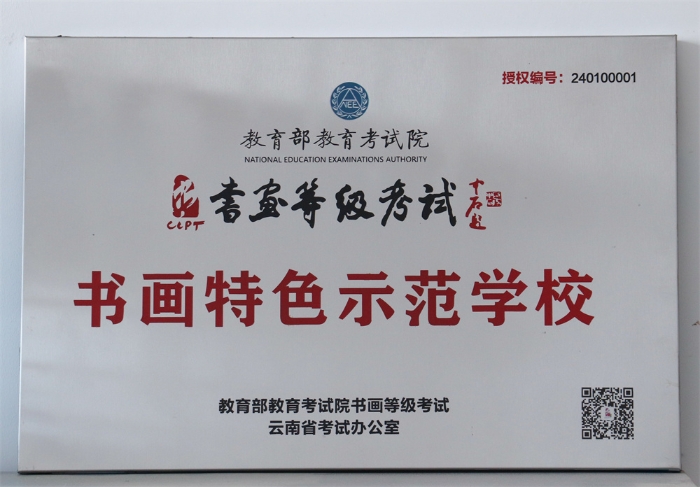 授权编号：240100001
教育部教育考试院
NATIONAL EDUCATION EXAMINATIONS AUTHORITY
CCPT 書画等级考试
书画特色示范学校
教育部教育考试院书画等级考试
云南省考试办公室